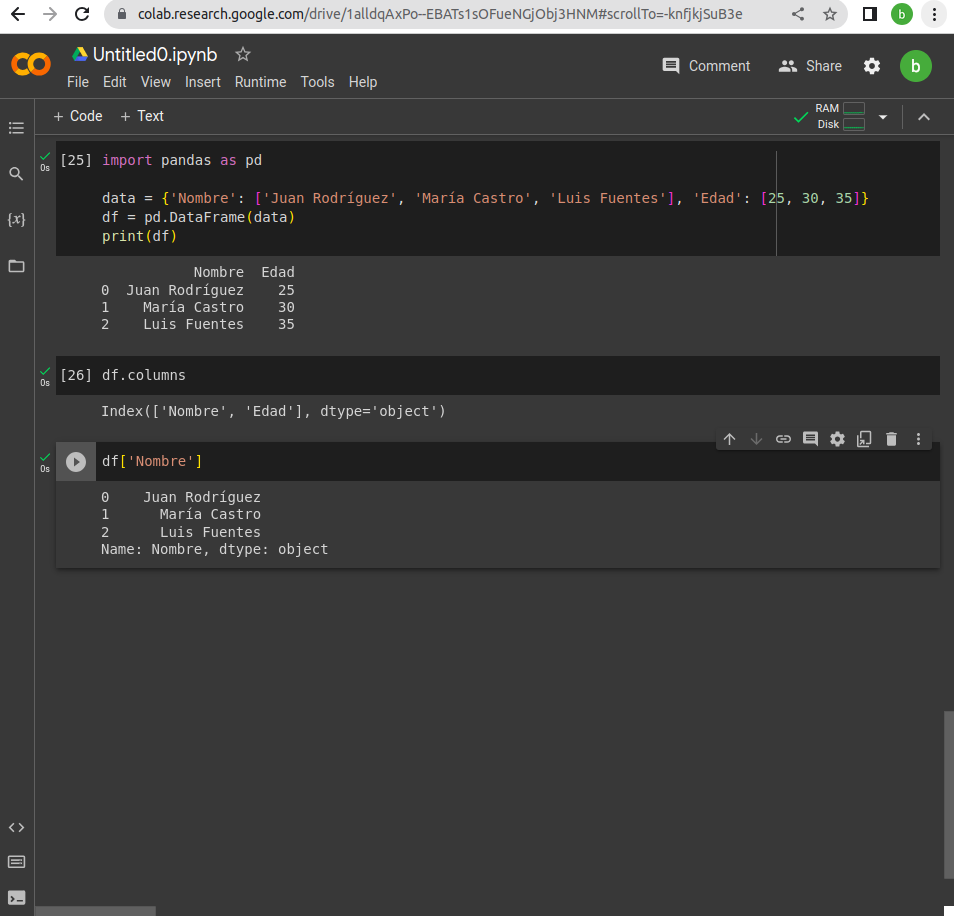 colab.research.google.com/drive/1alldqAxPo--EBATs1sOFueNGjObj3HNM#scrollTo=-knfjkjSuB3e
b
Untitled0.ipynb
File Edit View Insert Runtime Tools Help
Comment
Share
b
+ Code + Text
RAM
Disk
0s
[25] import pandas as pd
data = {'Nombre': ['Juan Rodríguez', 'María Castro', 'Luis Fuentes'], 'Edad': [25, 30, 35]}
df = pd.DataFrame(data)
print(df)
Nombre Edad
0 Juan Rodríguez 25
1 María Castro 30
2 Luis Fuentes 35
0s
[26] df.columns
Index(['Nombre', 'Edad'], dtype='object')
0s
df['Nombre']
0 Juan Rodríguez
1 María Castro
2 Luis Fuentes
Name: Nombre, dtype: object
{x}